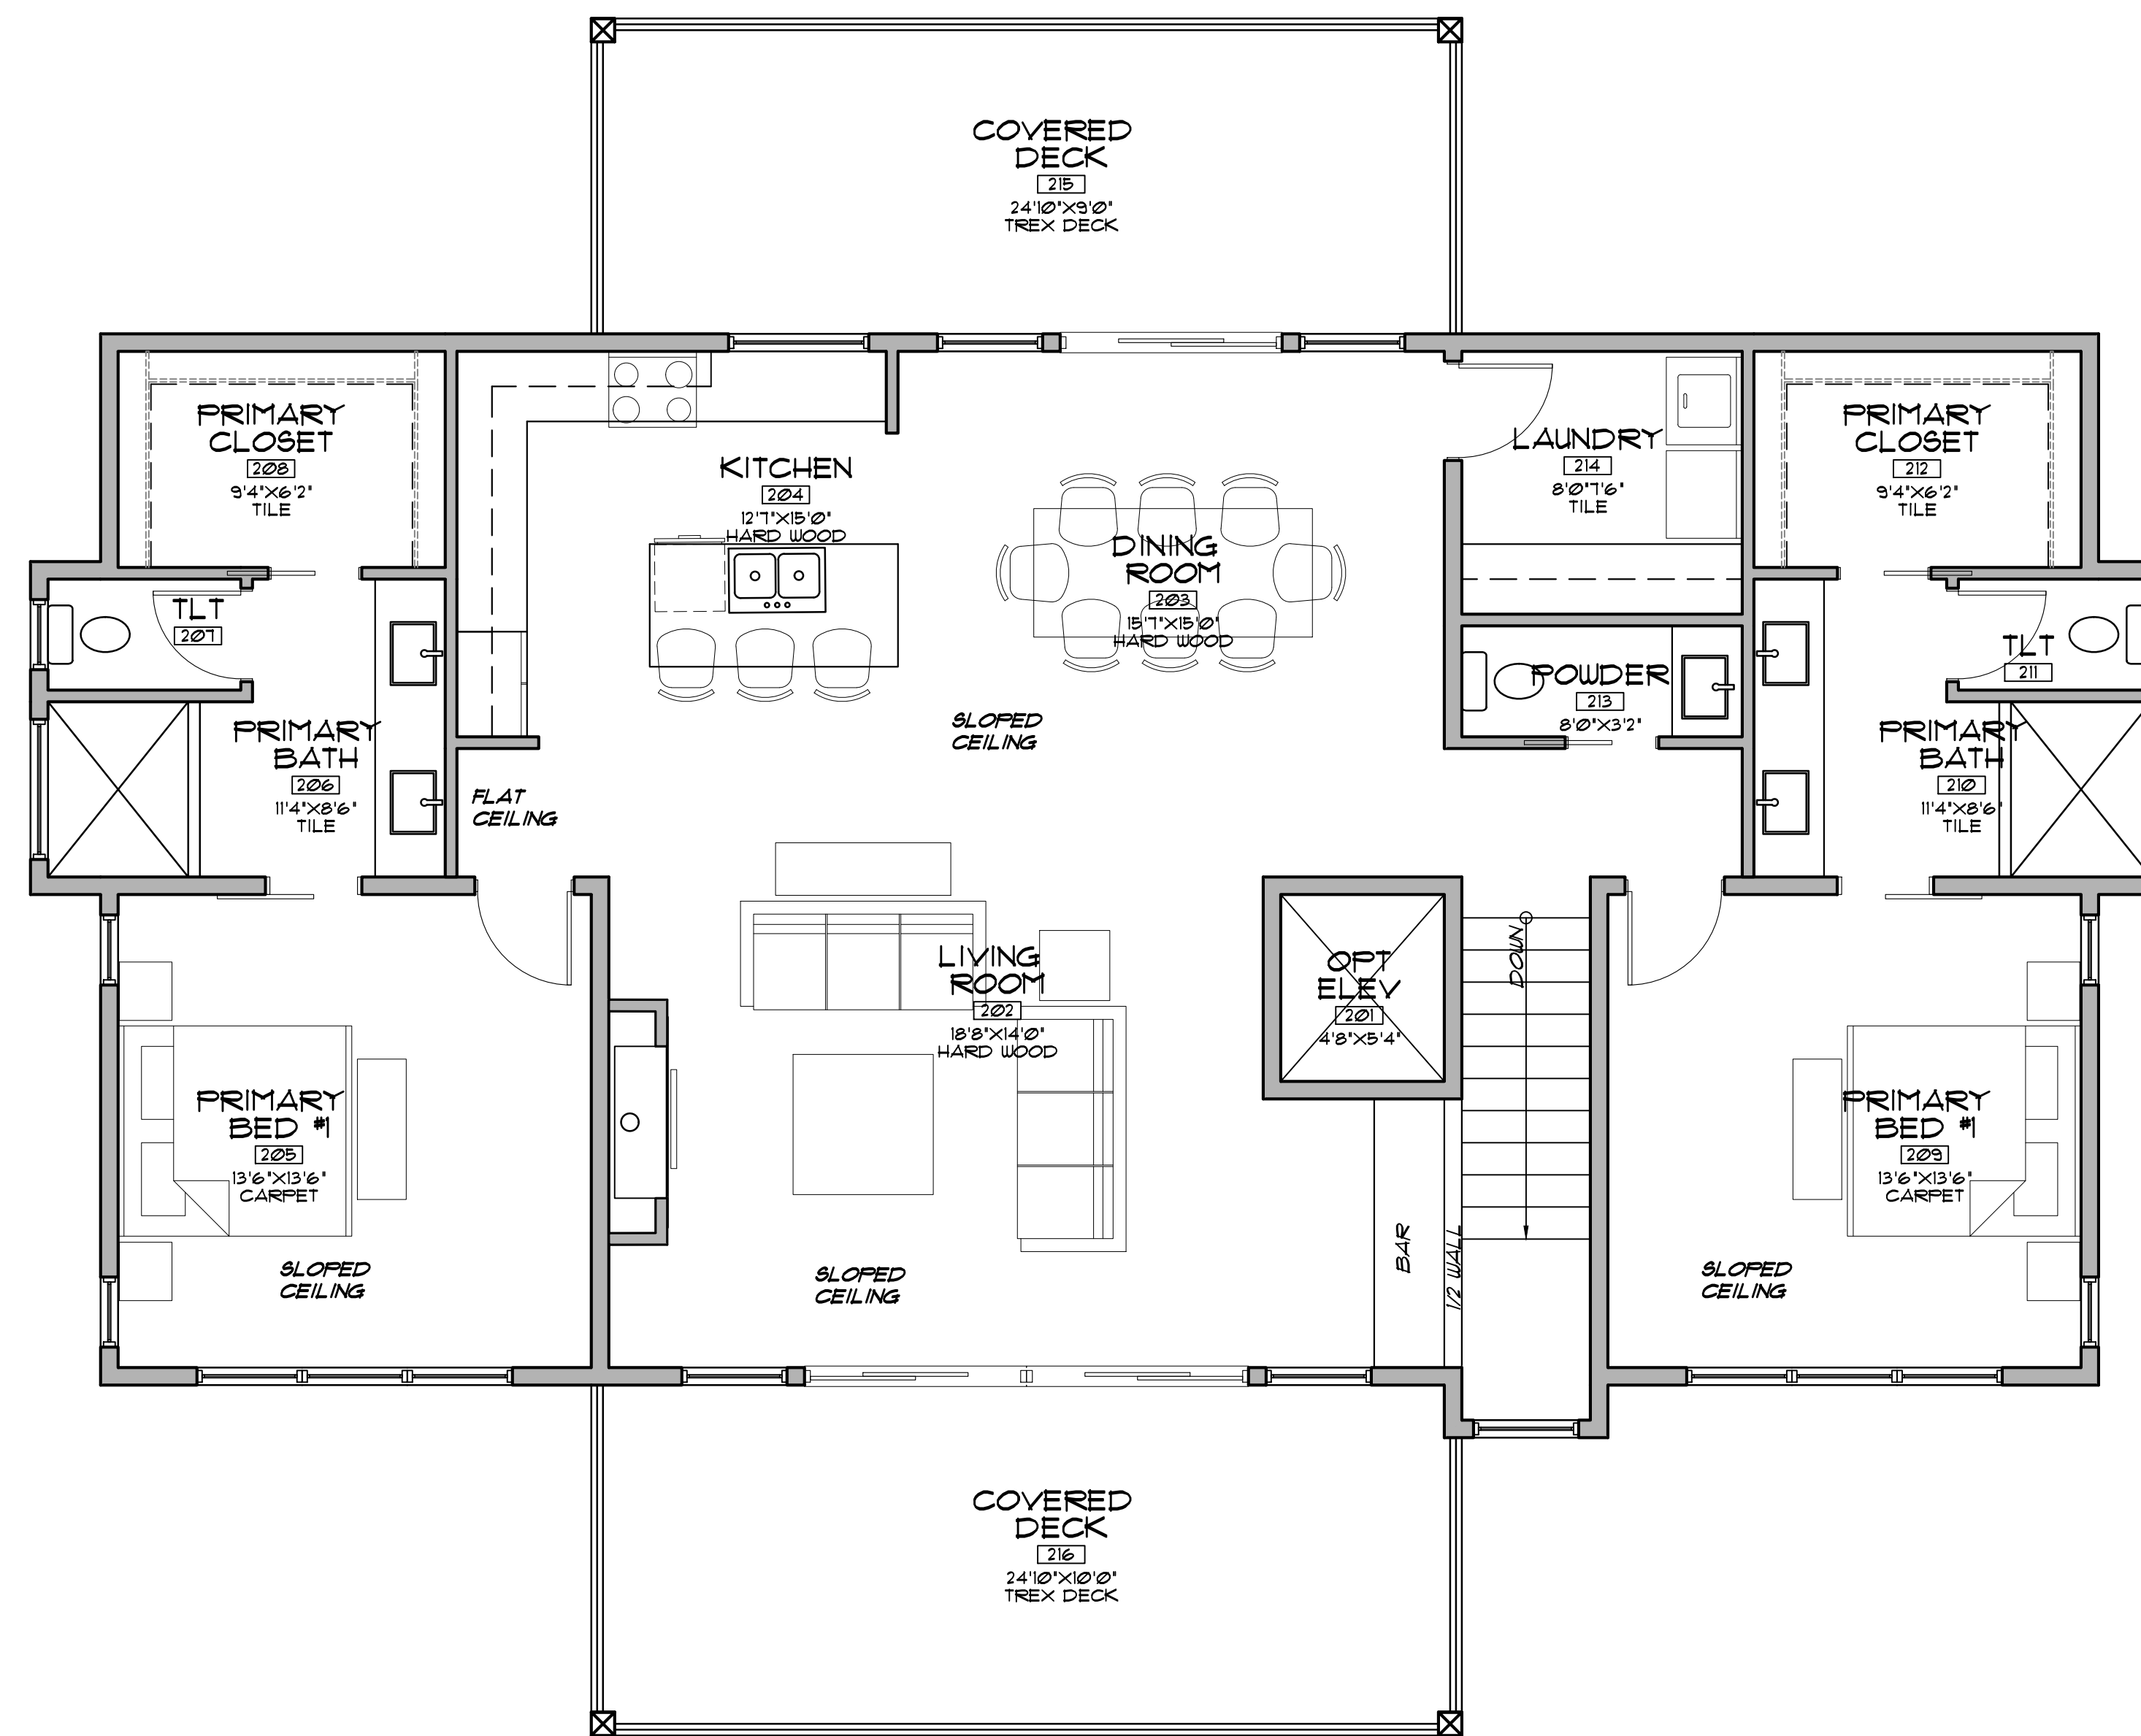 COVERED
DECK
215
24'10"X9'0"
TREX DECK
PRIMARY
CLOSET
208
9'4"X6'2"
TILE
KITCHEN
204
12'7"X15'0"
HARD WOOD
DINING
ROOM
203
15'7"X15'0"
HARD WOOD
LAUNDRY
214
8'0"7'6"
TILE
PRIMARY
CLOSET
212
9'4"X6'2"
TILE
TLT
207
POWDER
213
8'0"X3'2"
TLT
211
PRIMARY
BATH
206
11'4"X8'6"
TILE
SLOPED
CEILING
PRIMARY
BATH
210
11'4"X8'6"
TILE
FLAT
CEILING
LIVING
ROOM
202
18'8"X14'0"
HARD WOOD
OPT
ELEV
201
4'8"X5'4"
DOWN
PRIMARY
BED #1
205
13'6"X13'6"
CARPET
PRIMARY
BED #1
209
13'6"X13'6"
CARPET
SLOPED
CEILING
SLOPED
CEILING
BAR
1/2 WALL
SLOPED
CEILING
COVERED
DECK
216
24'10"X10'0"
TREX DECK